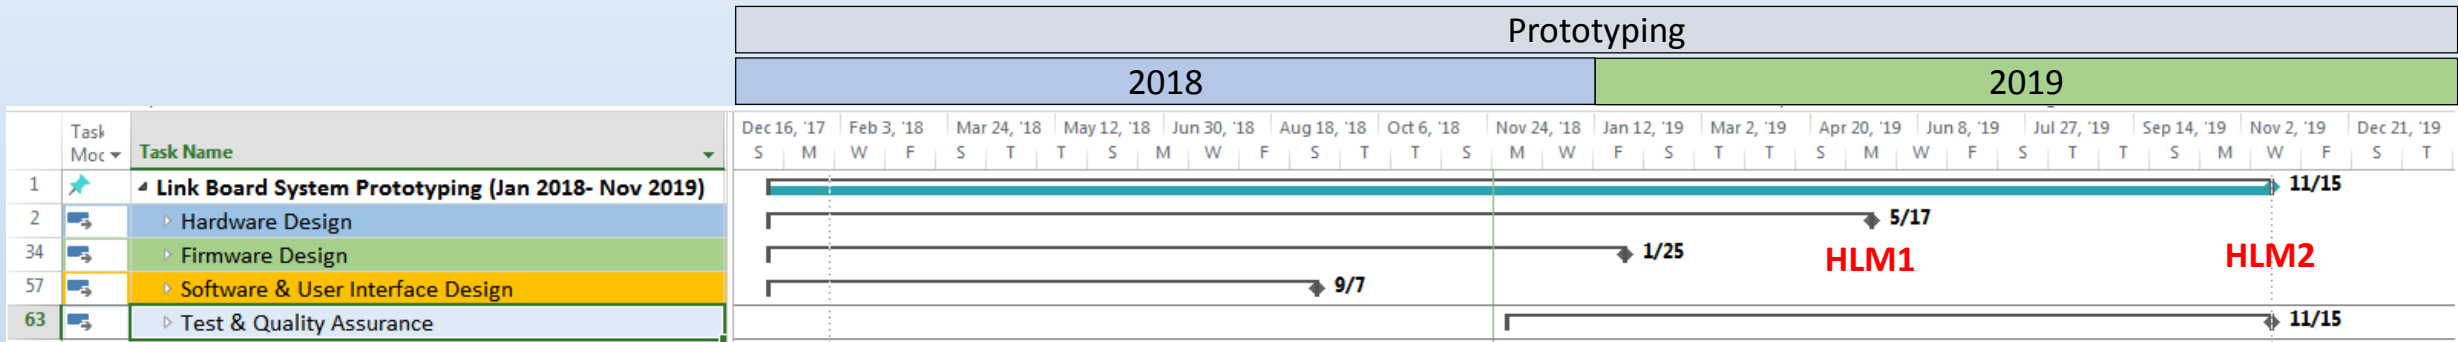 Prototyping
2018 2019
Task Moc Task Name
Dec 16, '17 Feb 3, '18 Mar 24, '18 May 12, '18 Jun 30, '18 Aug 18, '18 Oct 6, '18 Nov 24, '18 Jan 12, '19 Mar 2, '19 Apr 20, '19 Jun 8, '19 Jul 27, '19 Sep 14, '19 Nov 2, '19 Dec 21, '19
S M W F S T T S M W F S T T S M W F S T T S M W F S T T S M W F S T
1 Link Board System Prototyping (Jan 2018- Nov 2019) 11/15
2 Hardware Design 5/17
34 Firmware Design 1/25 HLM1 HLM2
57 Software & User Interface Design 9/7
63 Test & Quality Assurance 11/15